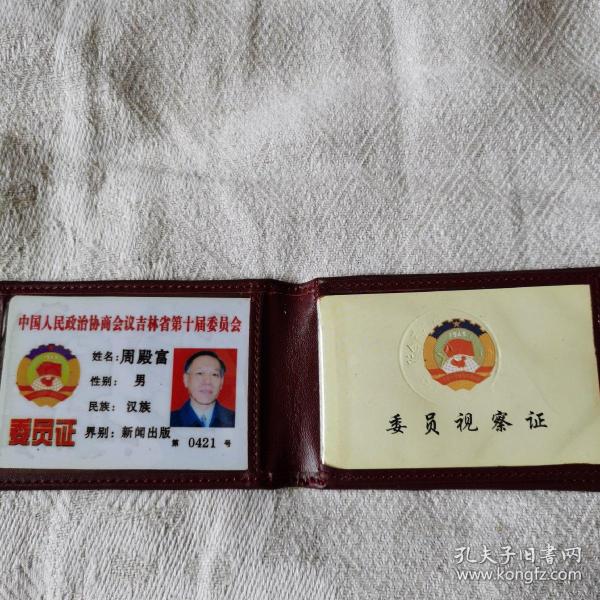 中国人民政治协商会议吉林省第十届委员会
姓名:周殿富
性别: 男
民族: 汉族
界别: 新闻出版
委员证
第 0421 号
委员视察证
孔夫子旧书网
www.kongfz.com